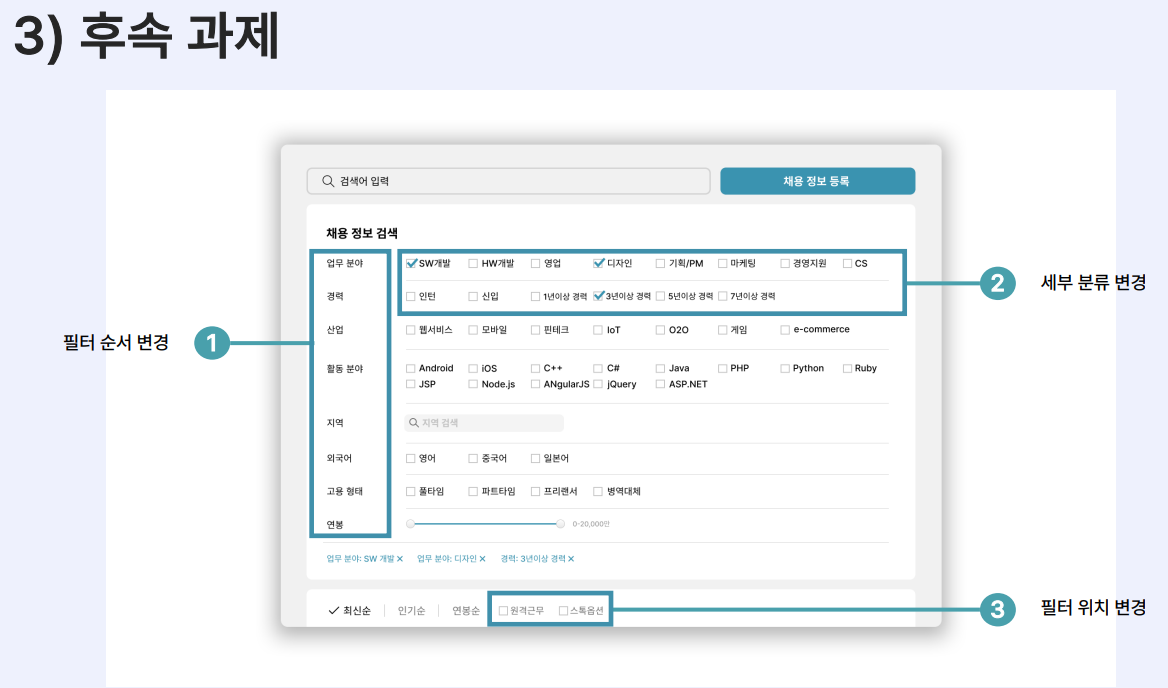 3) 후속 과제
검색어 입력 채용 정보 등록
채용 정보 검색
업무 분야 SW개발 HW개발 영업 디자인 기획/PM 마케팅 경영지원 CS
2 세부 분류 변경
경력 인턴 신입 1년이상 경력 3년이상 경력 5년이상 경력 7년이상 경력
산업 웹서비스 모바일 핀테크 IoT O2O 게임 e-commerce
필터 순서 변경 1
활동 분야 Android iOS C++ C# Java PHP Python Ruby
JSP Node.js ANgularJS jQuery ASP.NET
지역 지역 검색
외국어 영어 중국어 일본어
고용 형태 풀타임 파트타임 프리랜서 병역대체
연봉 0-20,000만
업무 분야: SW 개발 × 업무 분야: 디자인 × 경력: 3년이상 경력 ×
최신순 인기순 연봉순 원격근무 스톡옵션 3 필터 위치 변경